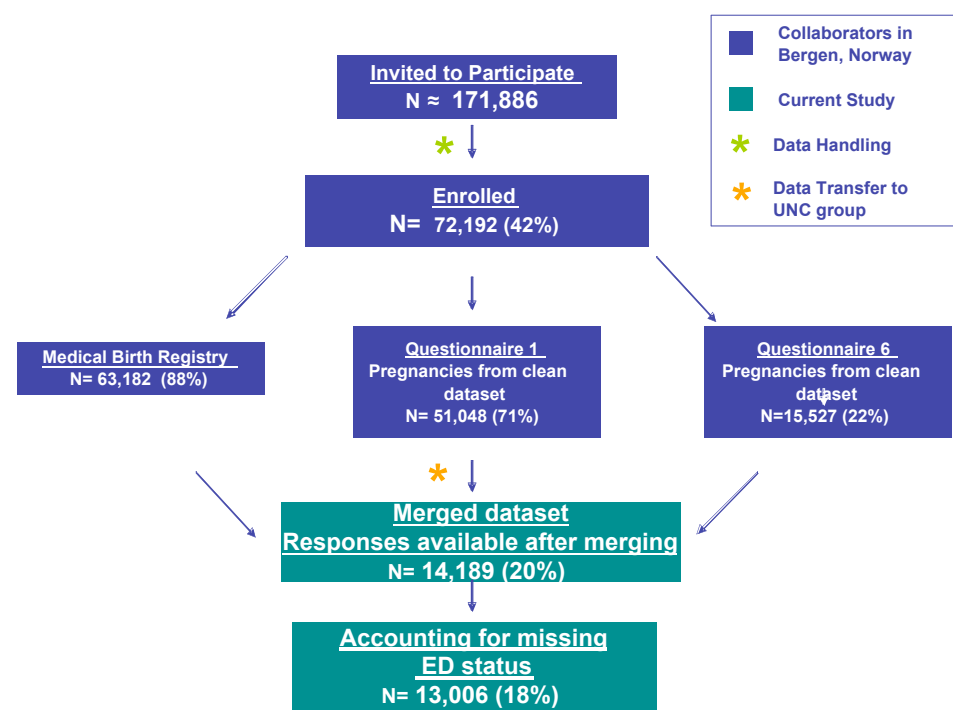 Invited to Participate
N ≈ 171,886
*
Enrolled
N= 72,192 (42%)
Medical Birth Registry
N= 63,182 (88%)
Questionnaire 1
Pregnancies from clean
dataset
N= 51,048 (71%)
Questionnaire 6
Pregnancies from clean
dataset
N=15,527 (22%)
*
Merged dataset
Responses available after merging
N= 14,189 (20%)
Accounting for missing
ED status
N= 13,006 (18%)
Collaborators in
Bergen, Norway
Current Study
* Data Handling
* Data Transfer to
UNC group